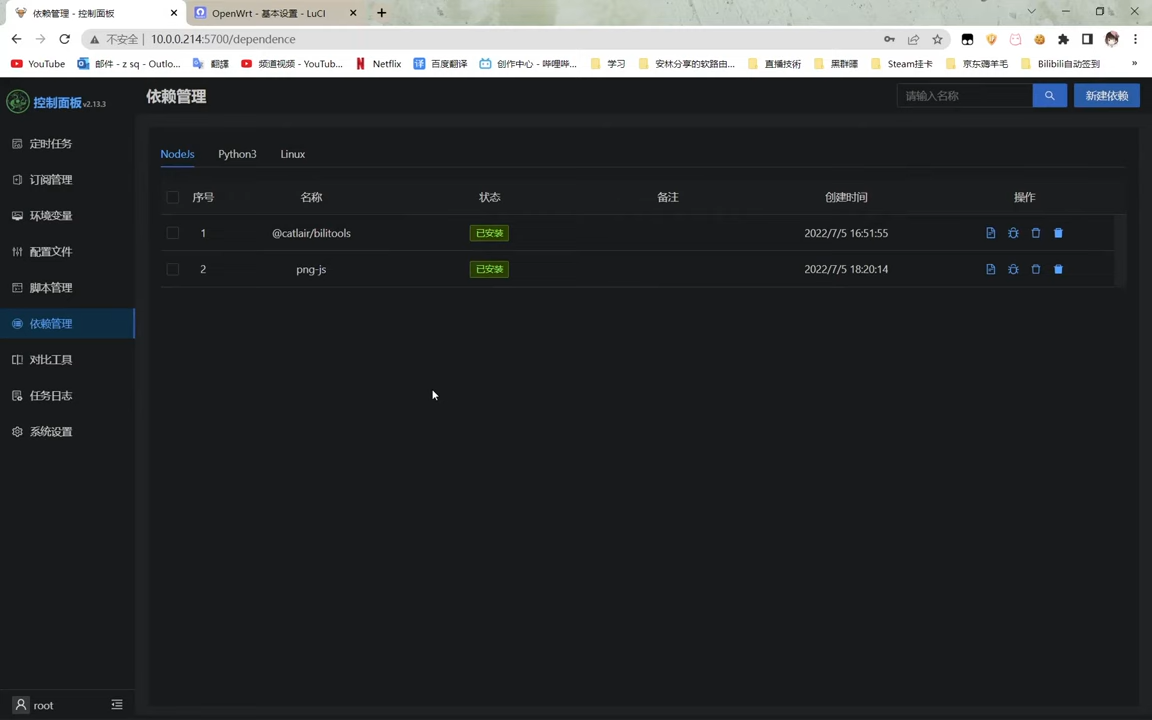 依赖管理 - 控制面板
OpenWrt - 基本设置 - LuCI
不安全
10.0.0.214:5700/dependence
YouTube
邮件 - z sq - Outlo...
翻譯
频道视频 - YouTub...
Netflix
百度翻译
创作中心 - 哔哩哔...
学习
安林分享的软路由...
直播技術
黑群暉
Steam挂卡
京东薅羊毛
Bilibili自动签到
»
控制面板 v2.13.3
依赖管理
请输入名称
新建依赖
定时任务
订阅管理
环境变量
配置文件
脚本管理
依赖管理
对比工具
任务日志
系统设置
NodeJs Python3 Linux
序号 名称 状态 备注 创建时间 操作
1 @catlair/bilitools 已安装 2022/7/5 16:51:55
2 png-js 已安装 2022/7/5 18:20:14
root